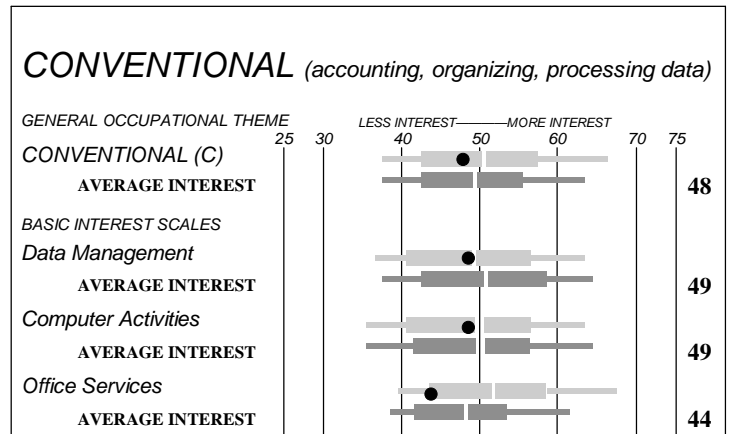 CONVENTIONAL (accounting, organizing, processing data)
GENERAL OCCUPATIONAL THEME LESS INTEREST MORE INTEREST
25 30 40 50 60 70 75
CONVENTIONAL (C)
AVERAGE INTEREST 48
BASIC INTEREST SCALES
Data Management
AVERAGE INTEREST 49
Computer Activities
AVERAGE INTEREST 49
Office Services
AVERAGE INTEREST 44